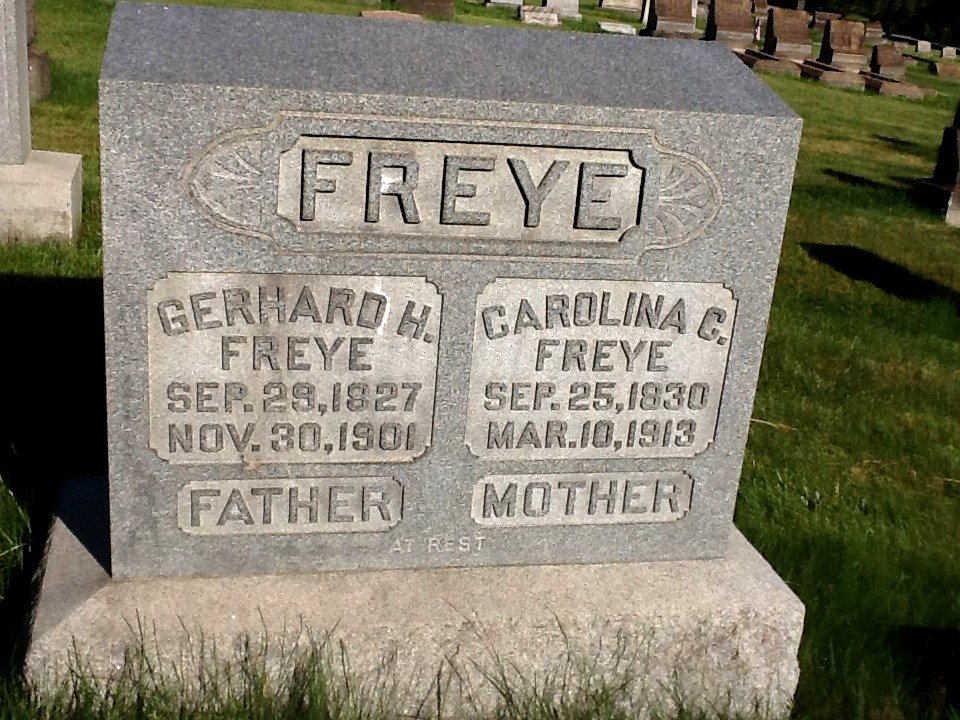 FREYE
GERHARD H.
FREYE
SEP. 29, 1827
NOV. 30, 1901
FATHER
CAROLINA C.
FREYE
SEP. 25, 1830
MAR. 10, 1913
MOTHER
AT REST